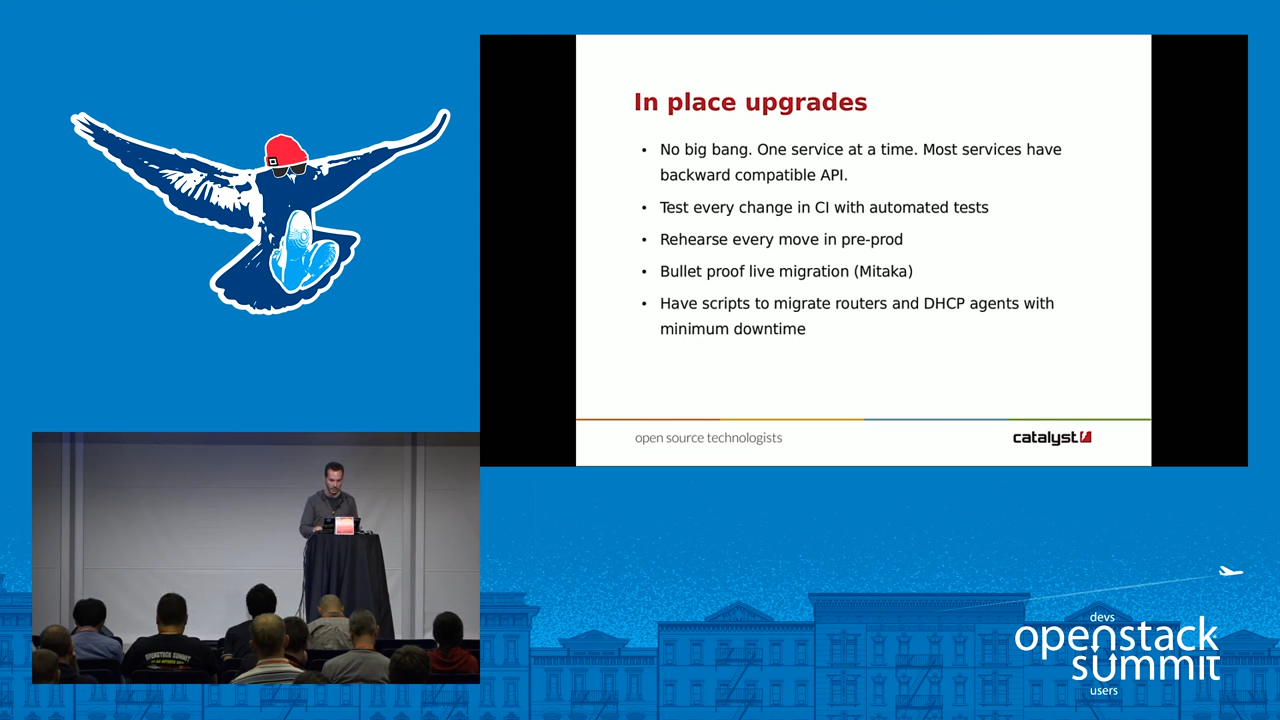 In place upgrades
• No big bang. One service at a time. Most services have
backward compatible API.
• Test every change in CI with automated tests
• Rehearse every move in pre-prod
• Bullet proof live migration (Mitaka)
• Have scripts to migrate routers and DHCP agents with
minimum downtime
open source technologists
catalyst
OPENSTACK SUMMIT
devs
openstack
summit
users